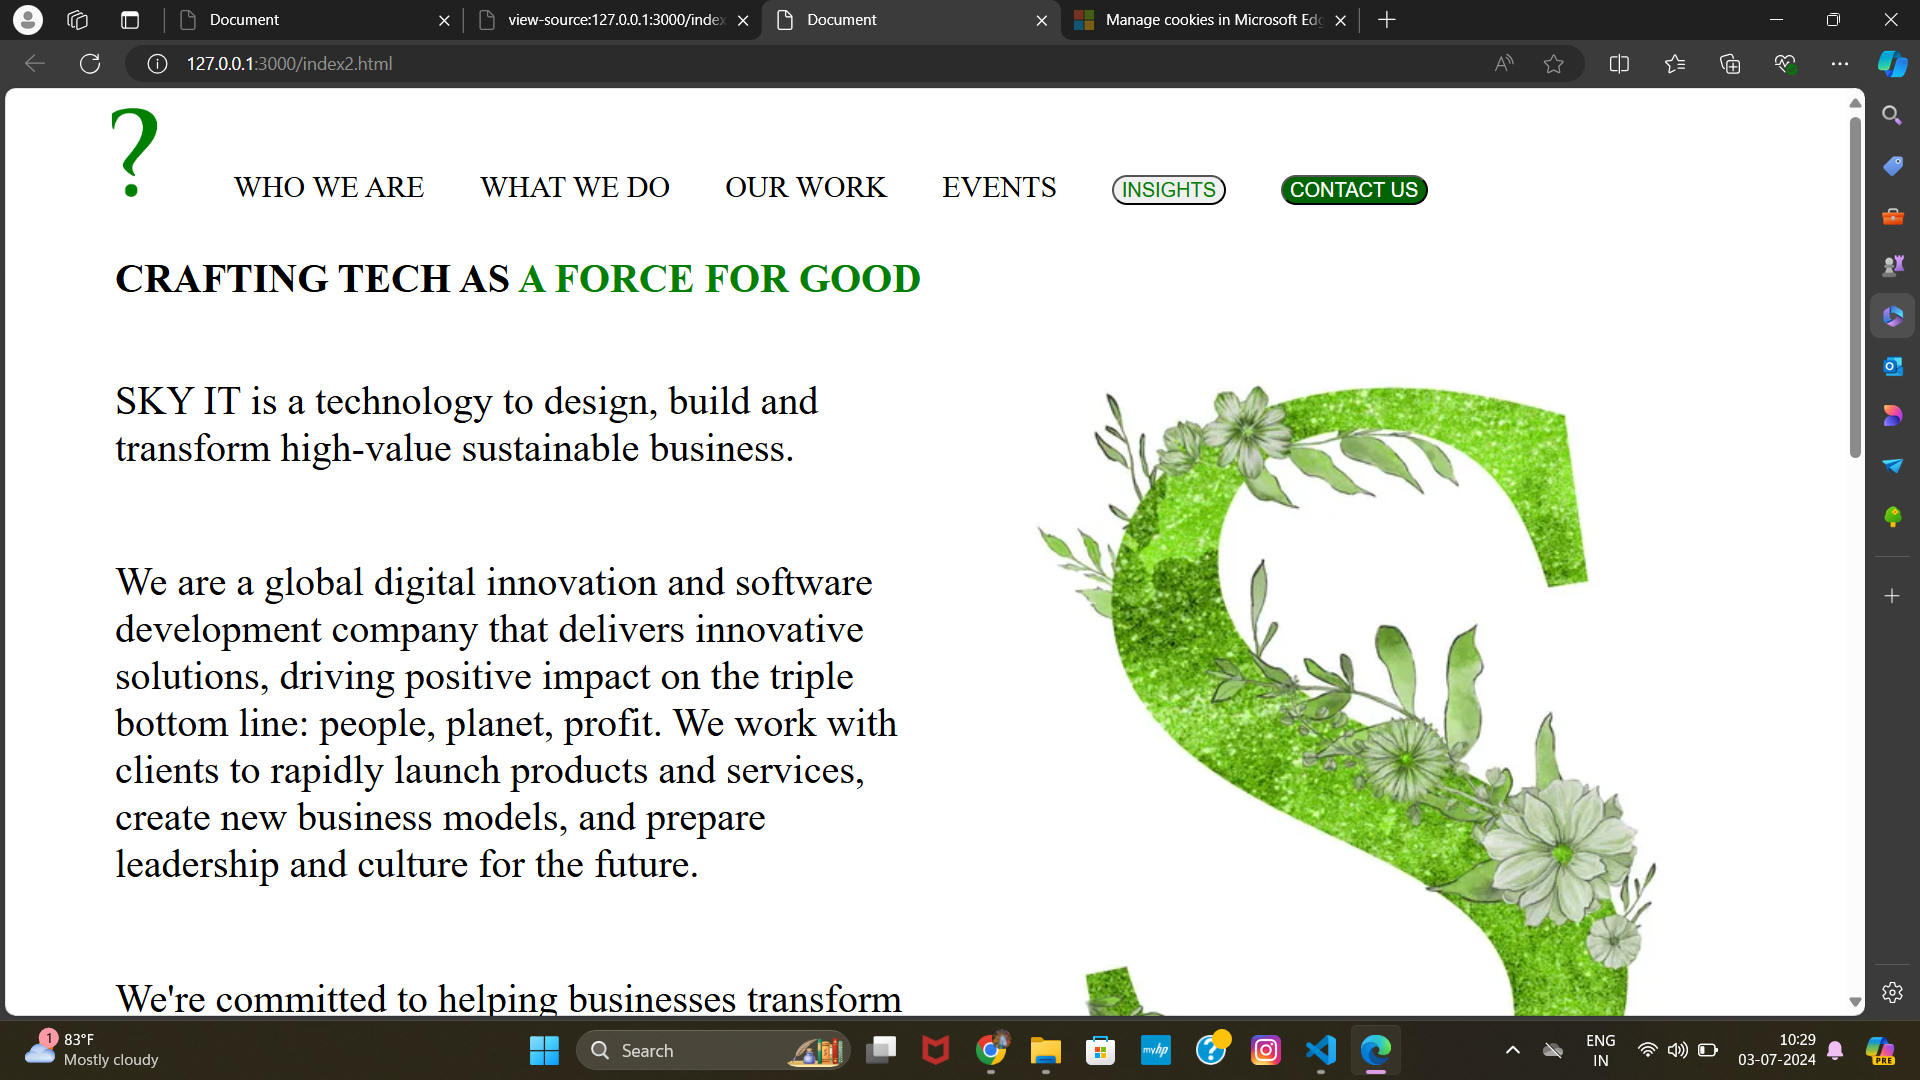 Document
view-source:127.0.0.1:3000/index
Document
Manage cookies in Microsoft Edg
127.0.0.1:3000/index2.html
?
WHO WE ARE
WHAT WE DO
OUR WORK
EVENTS
INSIGHTS
CONTACT US
CRAFTING TECH AS A FORCE FOR GOOD
SKY IT is a technology to design, build and
transform high-value sustainable business.
We are a global digital innovation and software
development company that delivers innovative
solutions, driving positive impact on the triple
bottom line: people, planet, profit. We work with
clients to rapidly launch products and services,
create new business models, and prepare
leadership and culture for the future.
We're committed to helping businesses transform
1
83°F
Mostly cloudy
Search
myhp
ENG
IN
10:29
03-07-2024
PRE